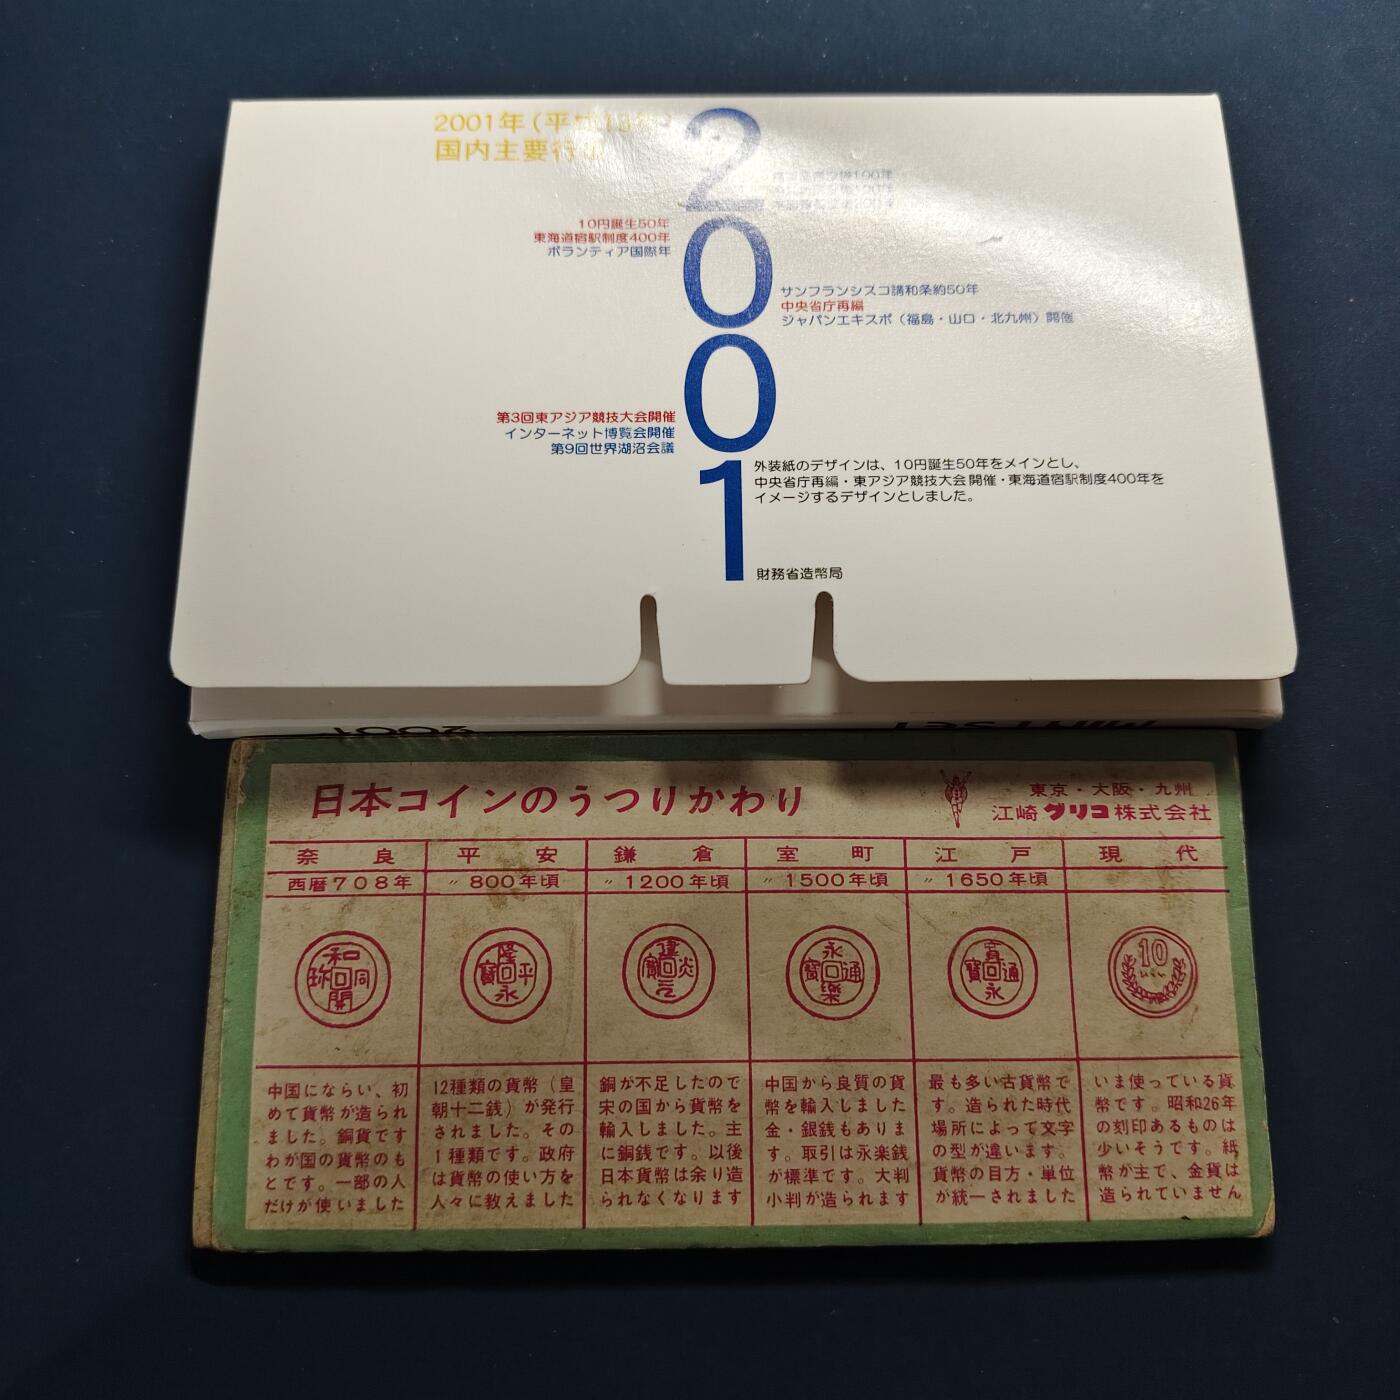 2001年(平成13年)
国内主要行事
2001
10円誕生50年
東海道宿駅制度400年
ボランティア国際年
サンフランシスコ講和条約50年
中央省庁再編
ジャパンエキスポ(福島・山口・北九州)開催
第3回東アジア競技大会開催
インターネット博覧会開催
第9回世界湖沼会議
外装紙のデザインは、10円誕生50年をメインとし、
中央省庁再編・東アジア競技大会開催・東海道宿駅制度400年を
イメージするデザインとしました。
財務省造幣局
2001
MINT SET
日本コインのうつりかわり
東京・大阪・九州
江崎グリコ株式会社
奈良 平安 鎌倉 室町 江戸 現代
西暦708年 〃800年頃 〃1200年頃 〃1500年頃 〃1650年頃
和同開珎
隆平永寶
建炎元寶
永樂通寶
寛永通寶
10
中国にならい、初
めて貨幣が造られ
ました。銅貨です
わが国の貨幣のも
とです。一部の人
だけが使いました
12種類の貨幣(皇
朝十二銭)が発行
されました。その
1種類です。政府
は貨幣の使い方を
人々に教えました
銅が不足したので
宋の国から貨幣を
輸入しました。主
に銅銭です。以後
日本貨幣は余り造
られなくなります
中国から良質の貨
幣を輸入しました
金・銀銭もありま
す。取引は永楽銭
が標準です。大判
小判が造られます
最も多い古貨幣で
す。造られた時代
場所によって文字
の型が違います。
貨幣の目方・単位
が統一されました
いま使っている貨
幣です。昭和26年
の刻印あるものは
少いそうです。紙
幣が主で、金貨は
造られていません